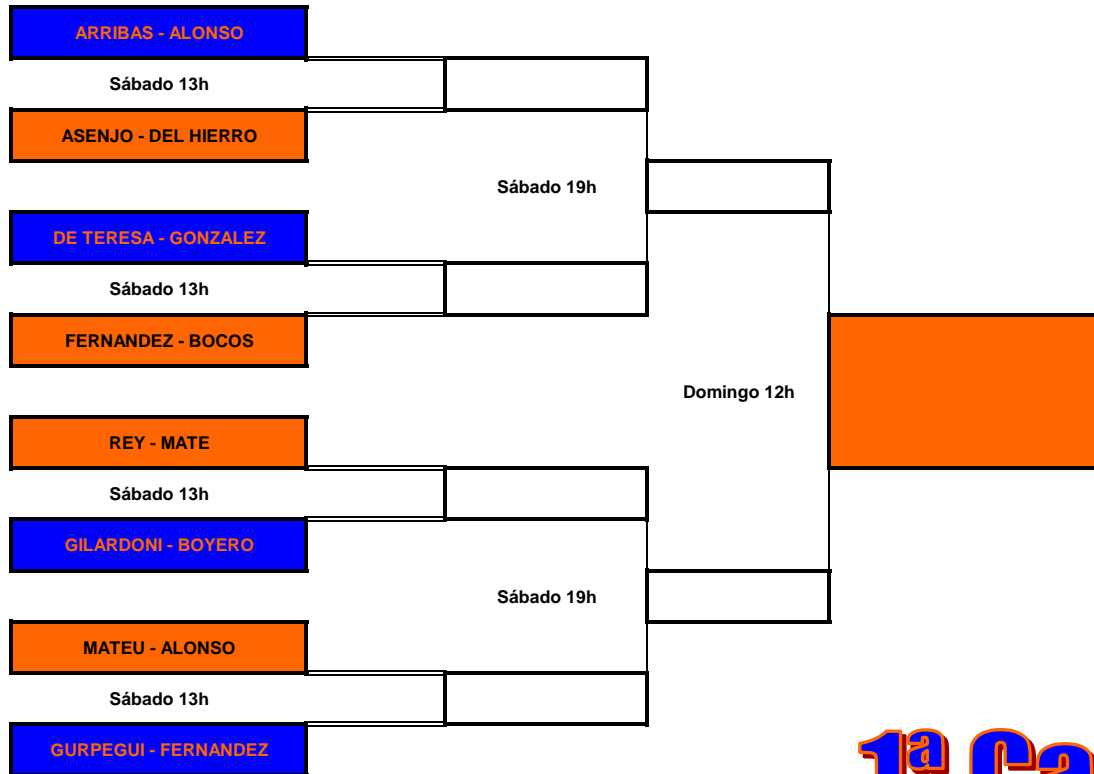 ARRIBAS - ALONSO
Sábado 13h
ASENJO - DEL HIERRO
Sábado 19h
DE TERESA - GONZALEZ
Sábado 13h
FERNANDEZ - BOCOS
Domingo 12h
REY - MATE
Sábado 13h
GILARDONI - BOYERO
Sábado 19h
MATEU - ALONSO
Sábado 13h
GURPEGUI - FERNANDEZ
1ª Ca